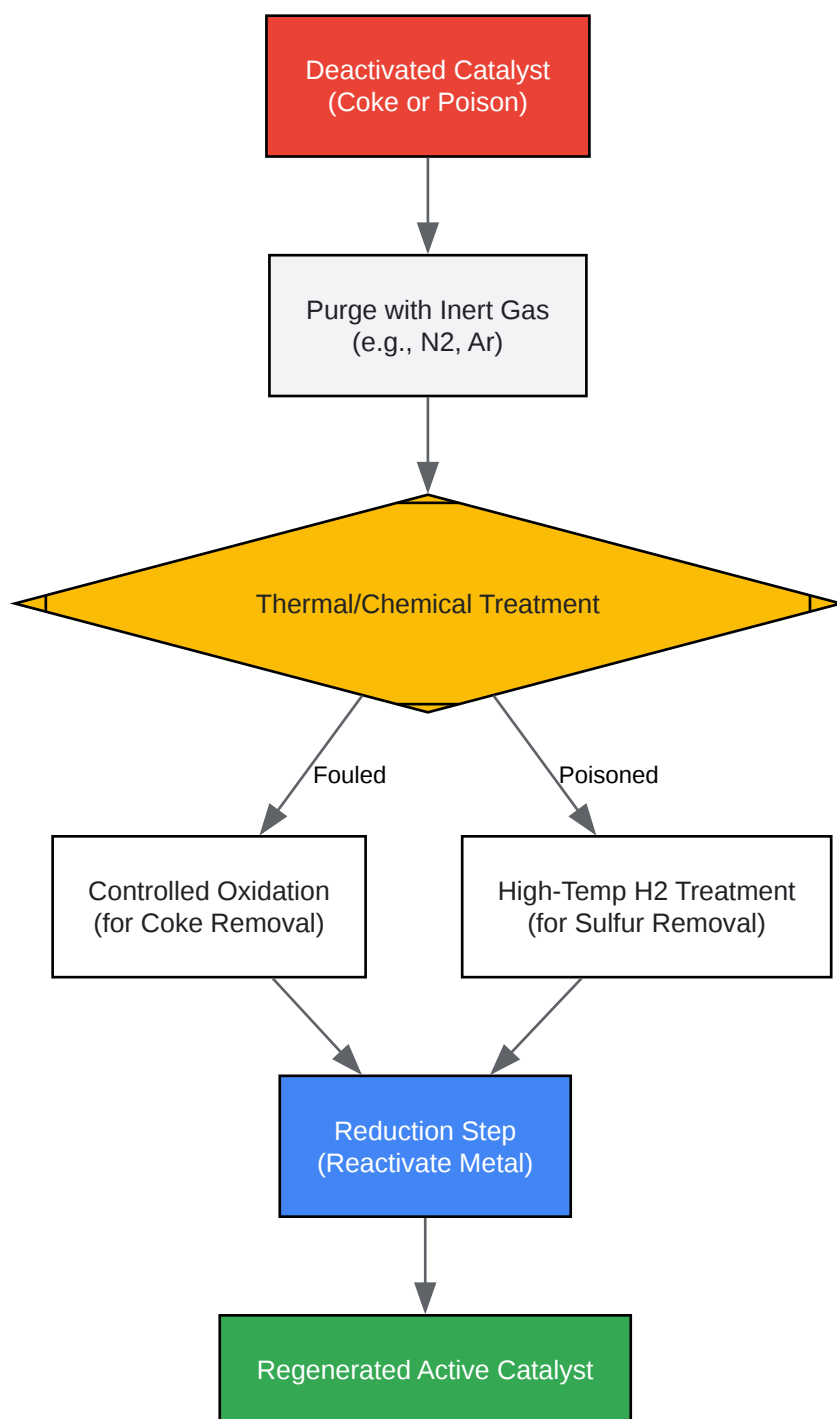 Deactivated Catalyst
(Coke or Poison)
Purge with Inert Gas
(e.g., N2, Ar)
Thermal/Chemical Treatment
Fouled
Poisoned
Controlled Oxidation
(for Coke Removal)
High-Temp H2 Treatment
(for Sulfur Removal)
Reduction Step
(Reactivate Metal)
Regenerated Active Catalyst